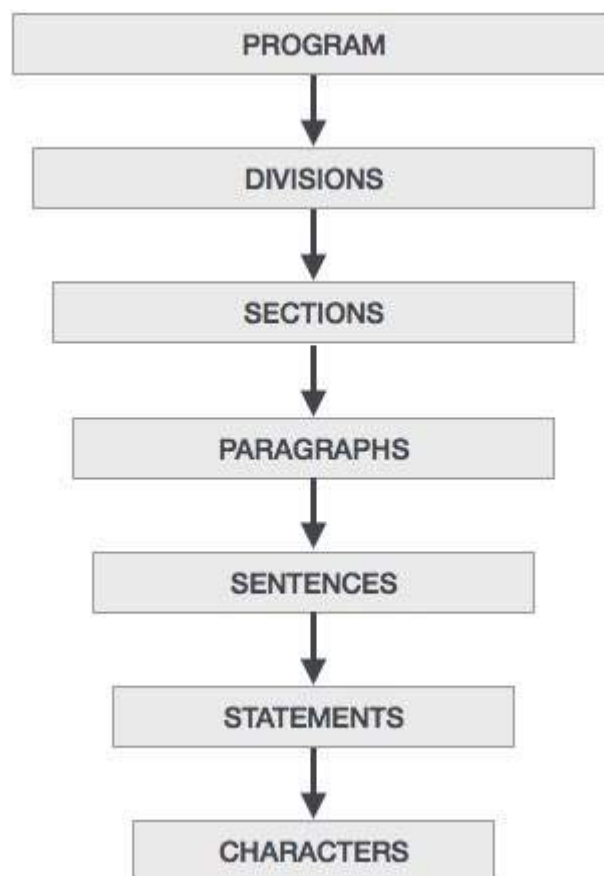 PROGRAM
DIVISIONS
SECTIONS
PARAGRAPHS
SENTENCES
STATEMENTS
CHARACTERS